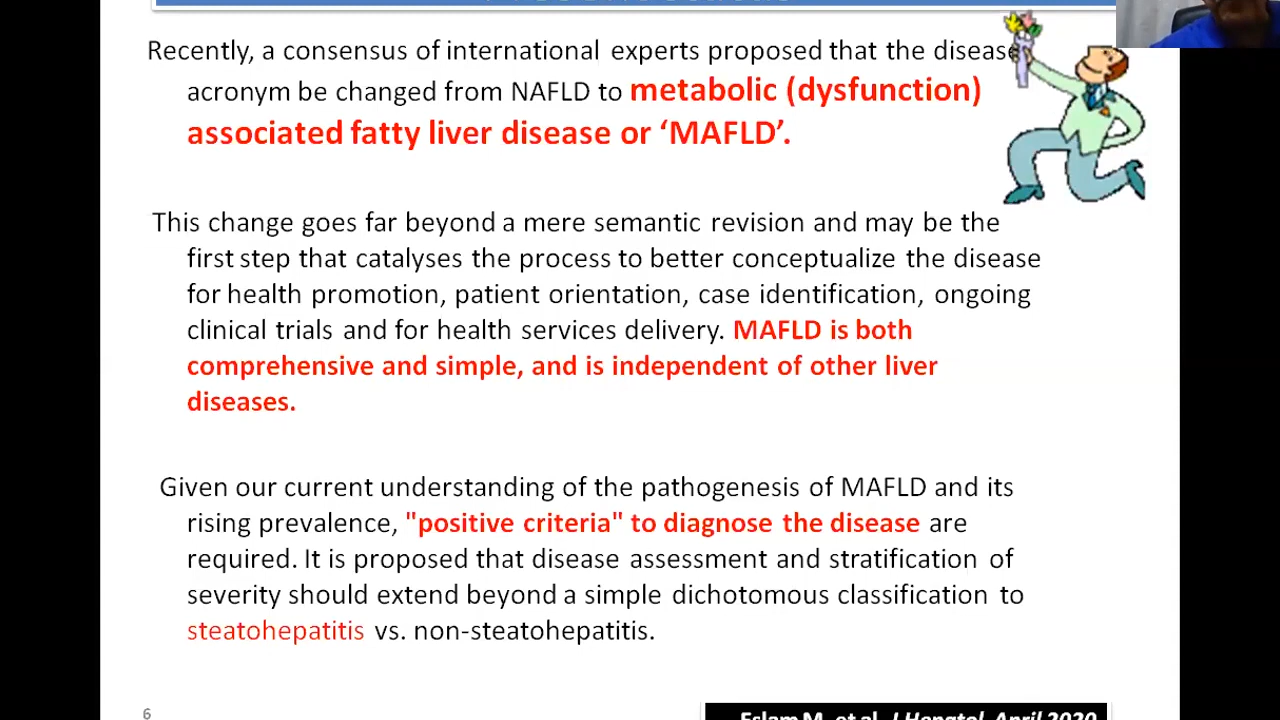 Recently, a consensus of international experts proposed that the disease
acronym be changed from NAFLD to metabolic (dysfunction)
associated fatty liver disease or ‘MAFLD’.
This change goes far beyond a mere semantic revision and may be the
first step that catalyses the process to better conceptualize the disease
for health promotion, patient orientation, case identification, ongoing
clinical trials and for health services delivery. MAFLD is both
comprehensive and simple, and is independent of other liver
diseases.
Given our current understanding of the pathogenesis of MAFLD and its
rising prevalence, "positive criteria" to diagnose the disease are
required. It is proposed that disease assessment and stratification of
severity should extend beyond a simple dichotomous classification to
steatohepatitis vs. non-steatohepatitis.
6
Eslam M, et al. J Hepatol, April 2020